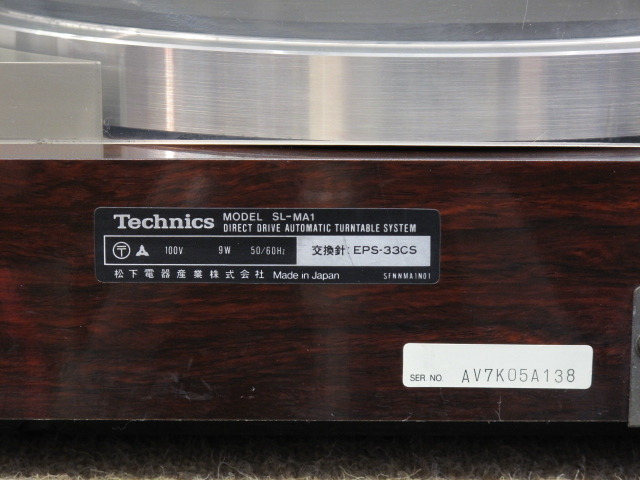 Technics MODEL SL-MA1
DIRECT DRIVE AUTOMATIC TURNTABLE SYSTEM
〒 100V 9W 50/60Hz 交換針: EPS-33CS
松下電器産業株式会社 Made in Japan SFNNMA1N01
SER. NO. AV7K05A138